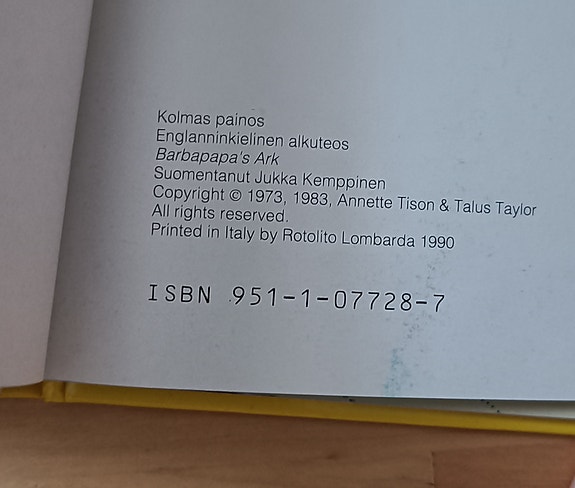 Kolmas painos
Englanninkielinen alkuteos
Barbapapa's Ark
Suomentanut Jukka Kemppinen
Copyright © 1973, 1983, Annette Tison & Talus Taylor
All rights reserved.
Printed in Italy by Rotolito Lombarda 1990
ISBN 951-1-07728-7